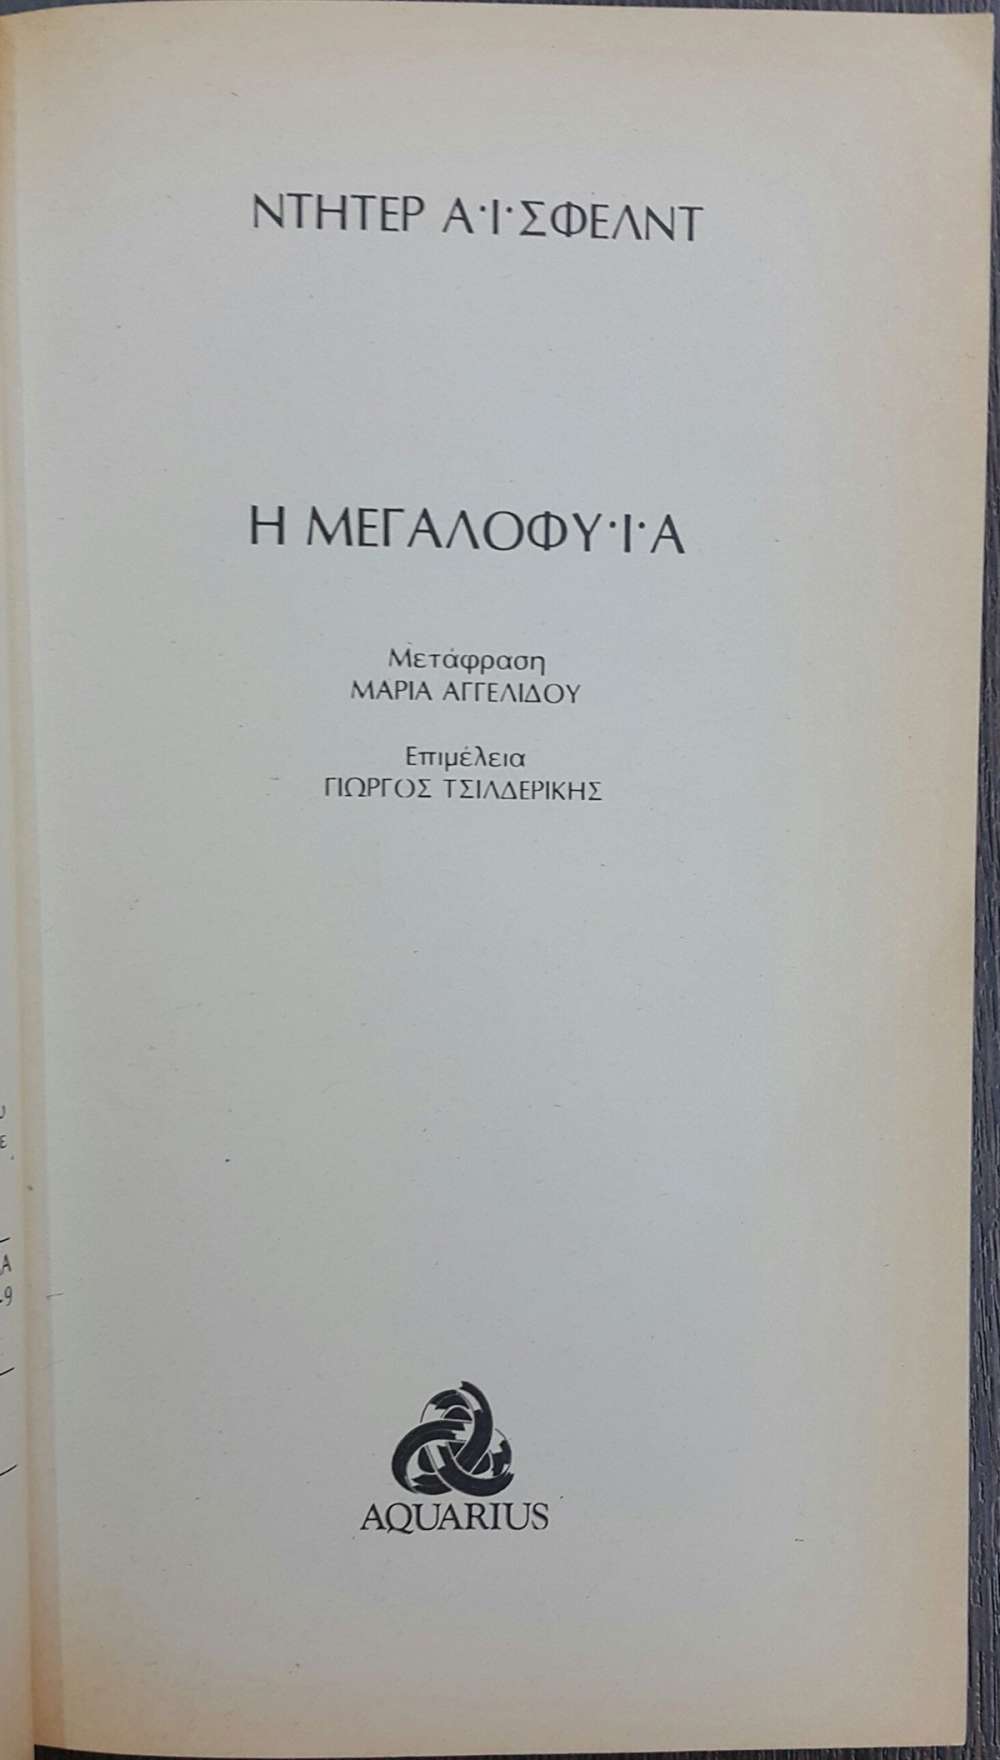 ΝΤΗΤΕΡ Α·Ι·ΣΦΕΛΝΤ
Η ΜΕΓΑΛΟΦΥ·Ι·Α
Μετάφραση
ΜΑΡΙΑ ΑΓΓΕΛΙΔΟΥ
Επιμέλεια
ΓΙΩΡΓΟΣ ΤΣΙΛΔΕΡΙΚΗΣ
AQUARIUS